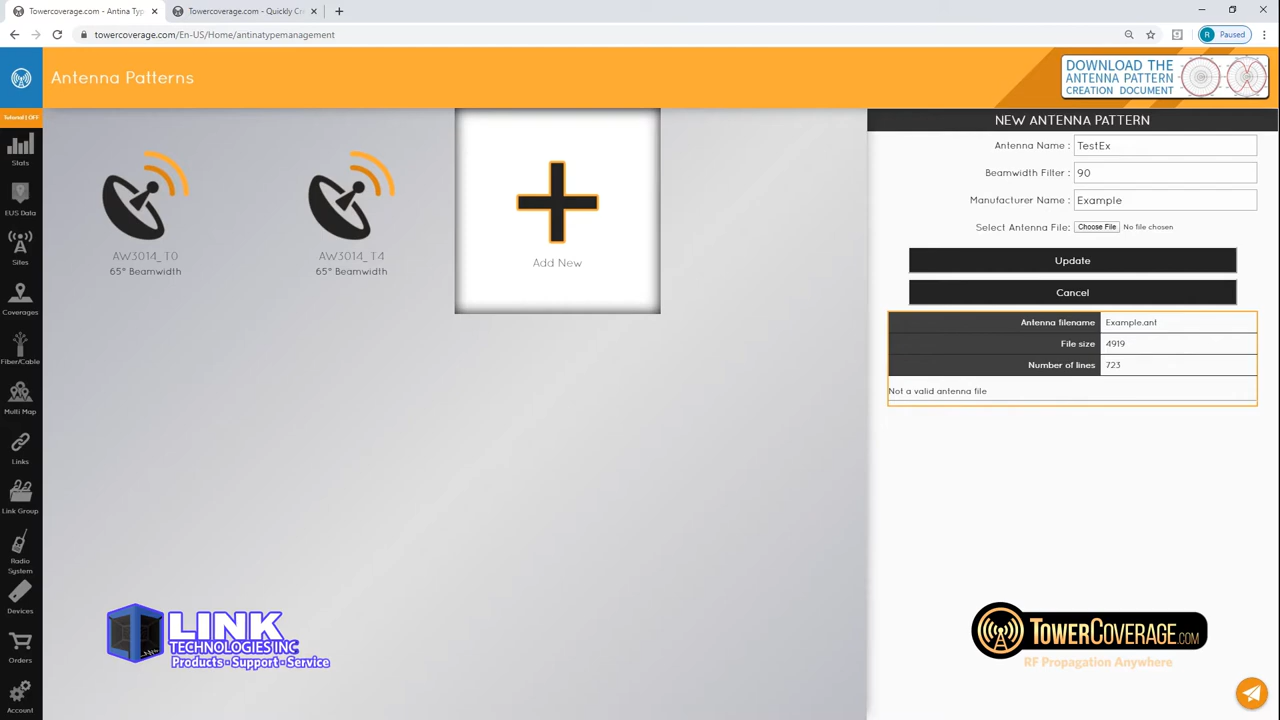 Towercoverage.com - Antina Typ
Towercoverage.com - Quickly Cr
towercoverage.com/En-US/Home/antinatypemanagement
R Paused
Antenna Patterns
DOWNLOAD THE
ANTENNA PATTERN
CREATION DOCUMENT
Tutorial | OFF
Stats
EUS Data
Sites
Coverages
Fiber/Cable
Multi Map
Links
Link Group
Radio
System
Devices
Orders
Account
AW3014_T0
65° Beamwidth
AW3014_T4
65° Beamwidth
Add New
NEW ANTENNA PATTERN
Antenna Name : TestEx
Beamwidth Filter : 90
Manufacturer Name : Example
Select Antenna File: Choose File No file chosen
Update
Cancel
Antenna filename Example.ant
File size 4919
Number of lines 723
Not a valid antenna file
LINK
TECHNOLOGIES INC
Products · Support · Service
TOWERCOVERAGE.COM
RF Propagation Anywhere